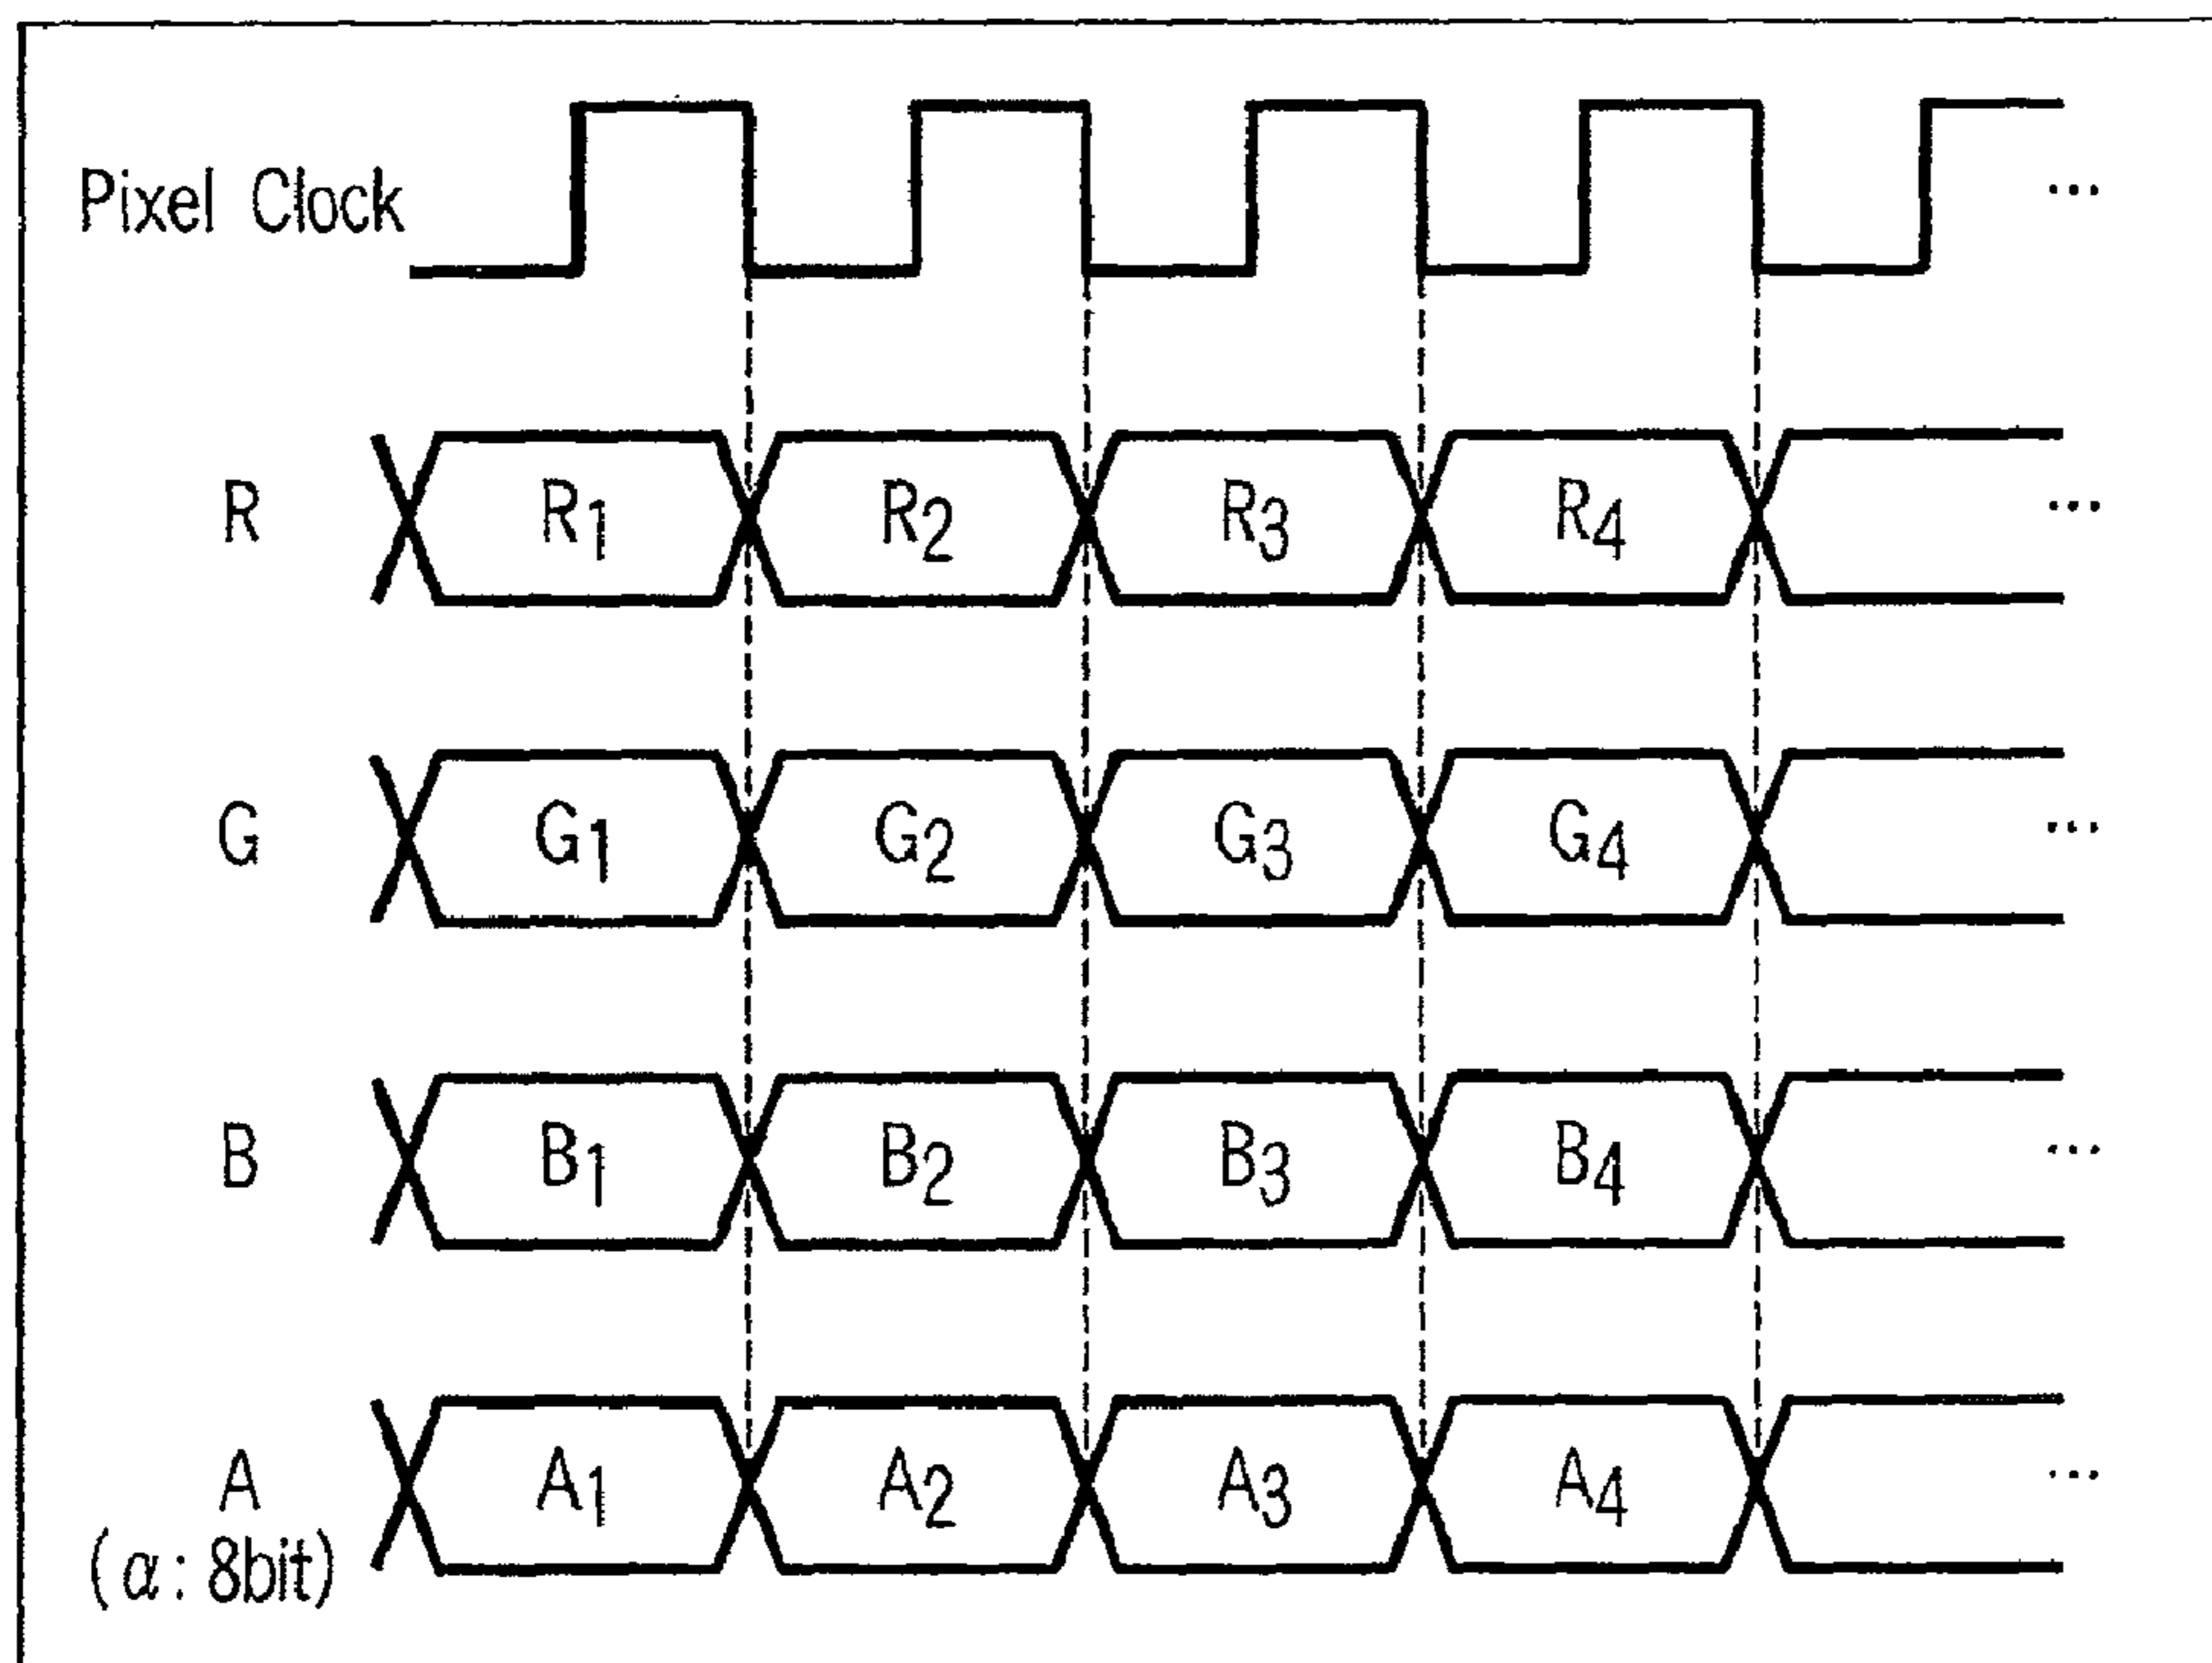 Pixel Clock ...
R R1 R2 R3 R4 ...
G G1 G2 G3 G4 ...
B B1 B2 B3 B4 ...
A A1 A2 A3 A4 ...
(α: 8bit)